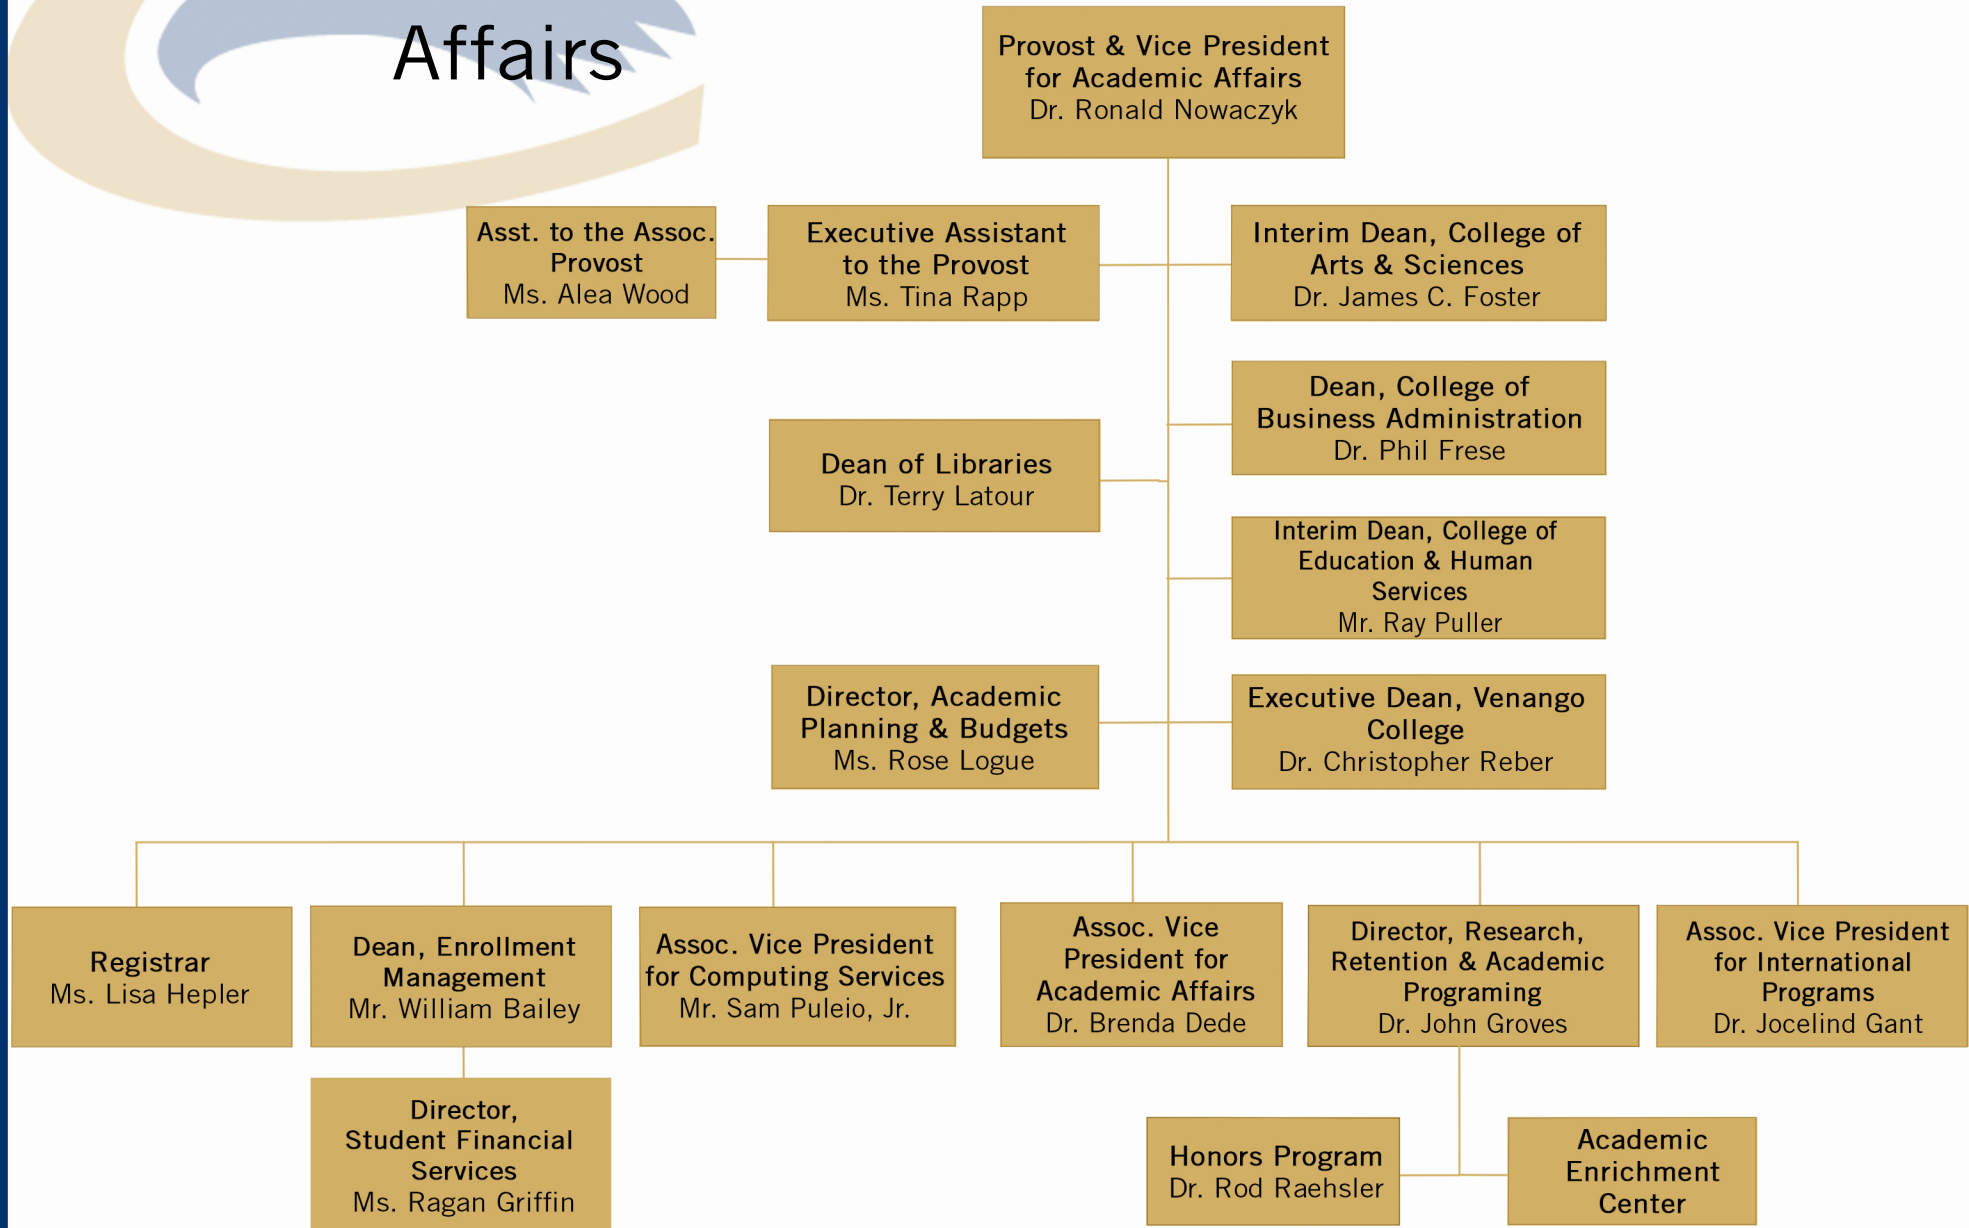 Affairs
Provost & Vice President
for Academic Affairs
Dr. Ronald Nowaczyk
Asst. to the Assoc.
Provost
Ms. Alea Wood
Executive Assistant
to the Provost
Ms. Tina Rapp
Interim Dean, College of
Arts & Sciences
Dr. James C. Foster
Dean, College of
Business Administration
Dr. Phil Frese
Dean of Libraries
Dr. Terry Latour
Interim Dean, College of
Education & Human
Services
Mr. Ray Puller
Director, Academic
Planning & Budgets
Ms. Rose Logue
Executive Dean, Venango
College
Dr. Christopher Reber
Registrar
Ms. Lisa Hepler
Dean, Enrollment
Management
Mr. William Bailey
Assoc. Vice President
for Computing Services
Mr. Sam Puleio, Jr.
Assoc. Vice
President for
Academic Affairs
Dr. Brenda Dede
Director, Research,
Retention & Academic
Programing
Dr. John Groves
Assoc. Vice President
for International
Programs
Dr. Jocelind Gant
Director,
Student Financial
Services
Ms. Ragan Griffin
Honors Program
Dr. Rod Raehsler
Academic
Enrichment
Center